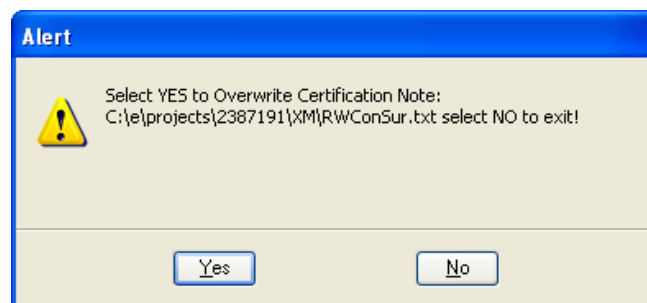 Alert
Select YES to Overwrite Certification Note:
C:\e\projects\2387191\XM\RWConSur.txt select NO to exit!
Yes
No